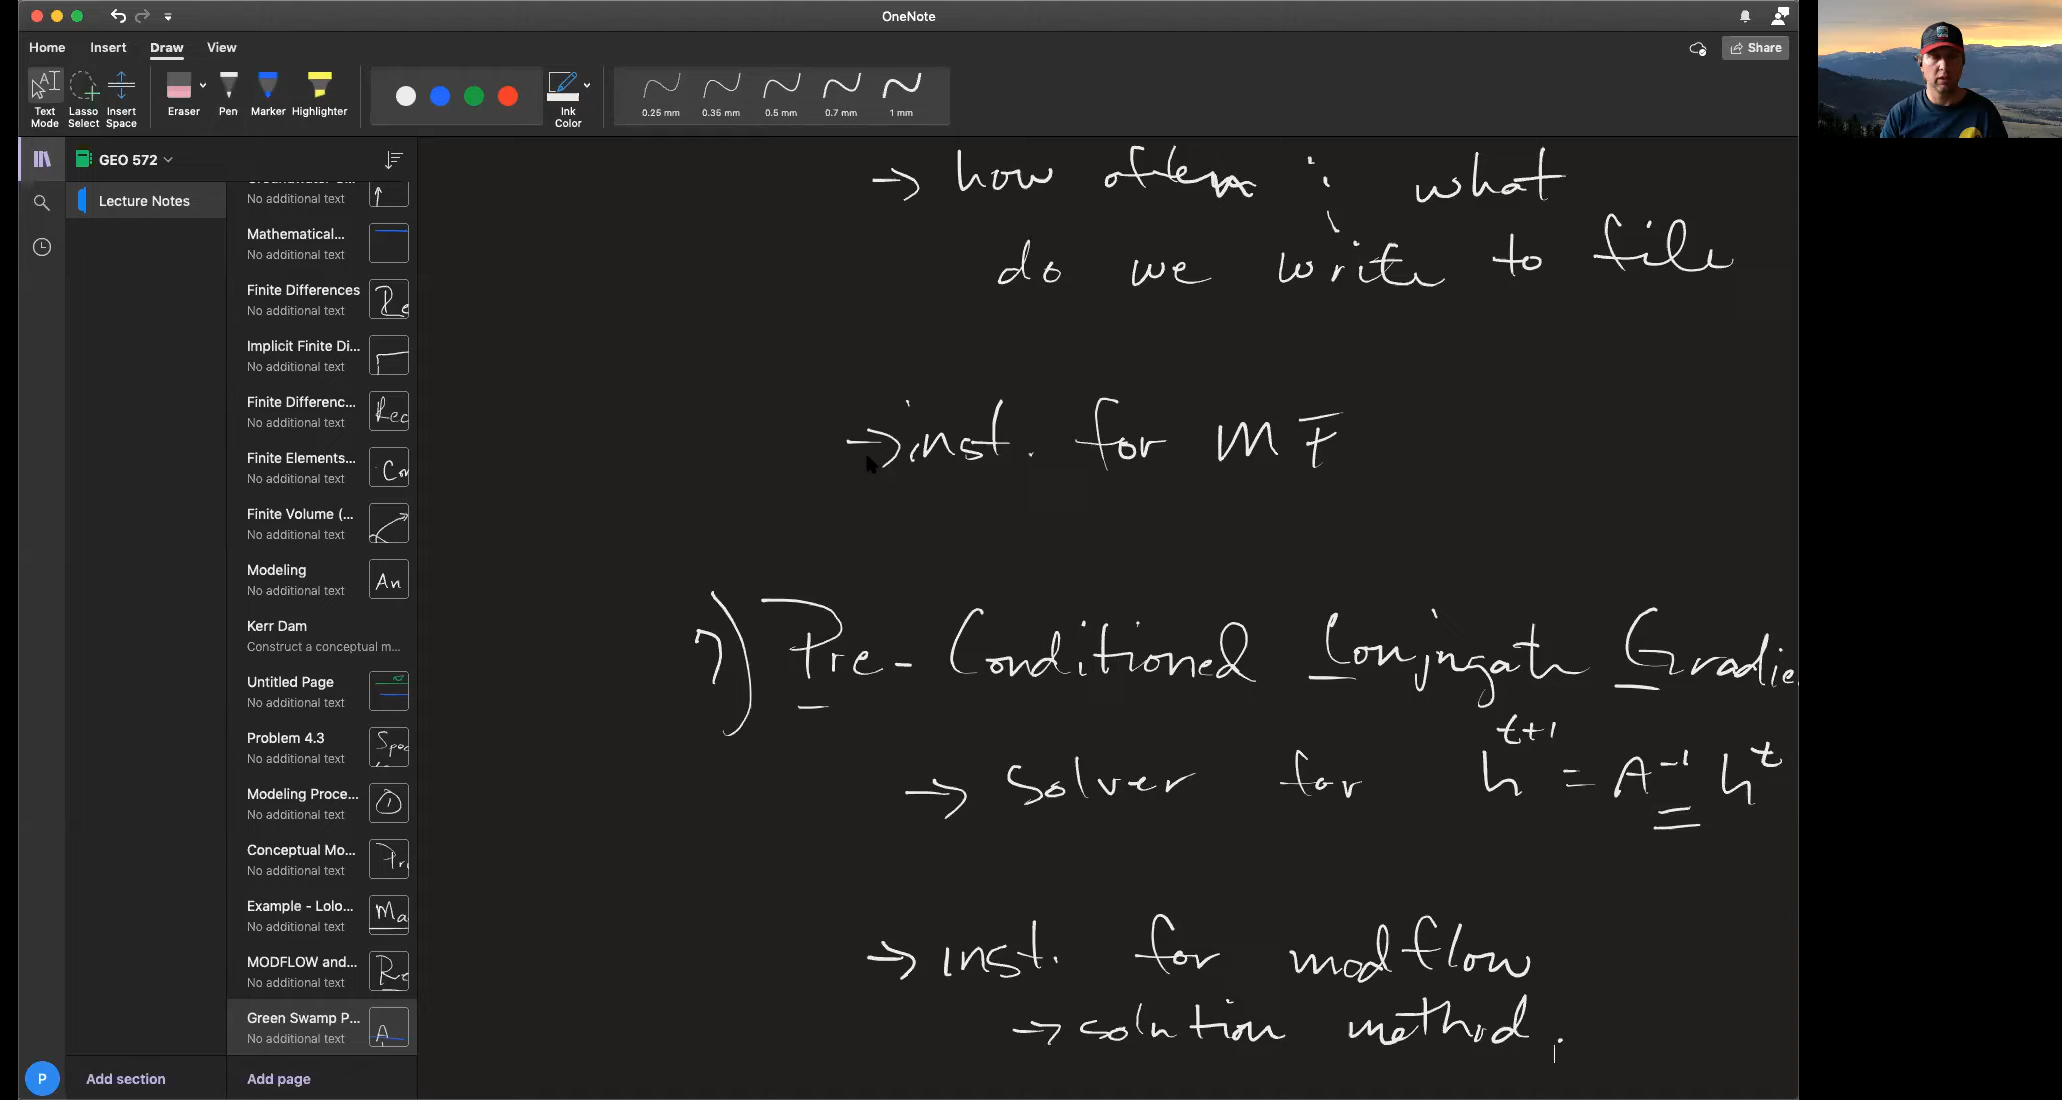 OneNote
Home Insert Draw View
Share
Text Mode
Lasso Select
Insert Space
Eraser
Pen
Marker
Highlighter
Ink Color
0.25 mm 0.35 mm 0.5 mm 0.7 mm 1 mm
GEO 572
Lecture Notes
No additional text
Mathematical...
No additional text
Finite Differences
No additional text
Implicit Finite Di...
No additional text
Finite Differenc...
No additional text
Finite Elements...
No additional text
Finite Volume (...
No additional text
Modeling
No additional text
Kerr Dam
Construct a conceptual m...
Untitled Page
No additional text
Problem 4.3
No additional text
Modeling Proce...
No additional text
Conceptual Mo...
No additional text
Example - Lolo...
No additional text
MODFLOW and...
No additional text
Green Swamp P...
No additional text
P
Add section
Add page
→ how often ; what
do we write to file
→ inst. for MF
7) Pre-Conditioned Conjugate Gradie
→ solver for h^{t+1} = A^{-1} h^t
→ inst. for modflow
→ solution method.